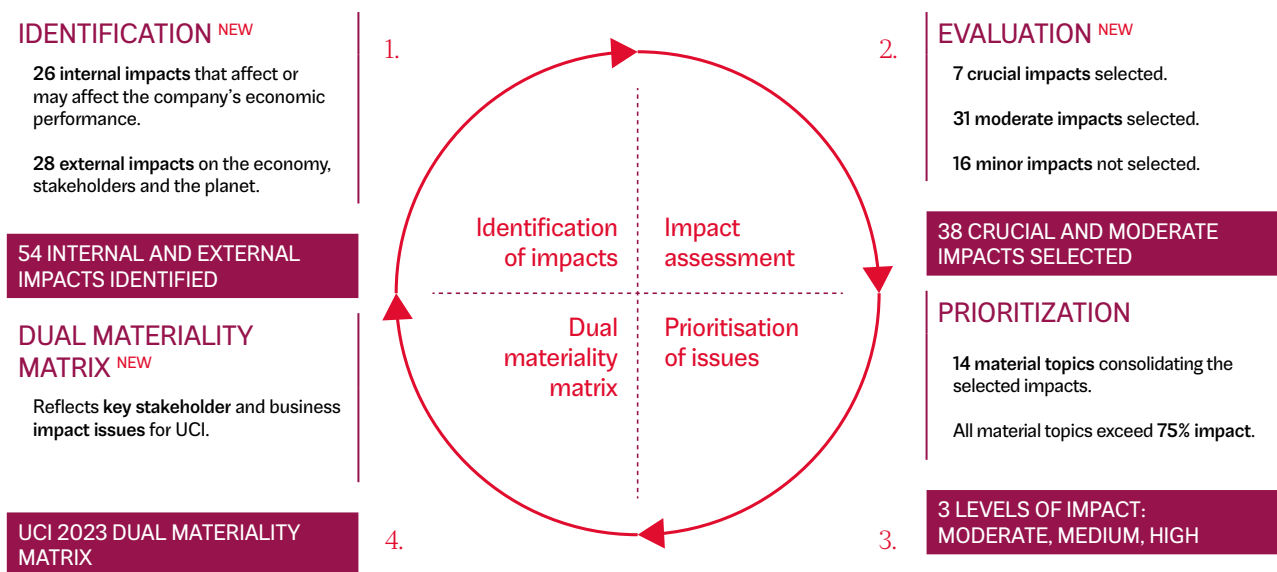 IDENTIFICATION NEW
26 internal impacts that affect or
may affect the company's economic
performance.
28 external impacts on the economy,
stakeholders and the planet.
54 INTERNAL AND EXTERNAL
IMPACTS IDENTIFIED
1.
Identification
of impacts
2.
Impact
assessment
EVALUATION NEW
7 crucial impacts selected.
31 moderate impacts selected.
16 minor impacts not selected.
38 CRUCIAL AND MODERATE
IMPACTS SELECTED
Prioritisation
of issues
3.
PRIORITIZATION
14 material topics consolidating the
selected impacts.
All material topics exceed 75% impact.
3 LEVELS OF IMPACT:
MODERATE, MEDIUM, HIGH
Dual
materiality
matrix
4.
DUAL MATERIALITY
MATRIX NEW
Reflects key stakeholder and business
impact issues for UCI.
UCI 2023 DUAL MATERIALITY
MATRIX